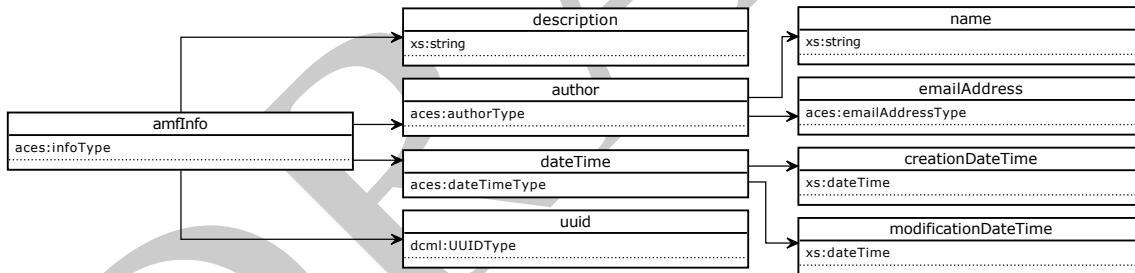 description
xs:string
name
xs:string
author
aces:authorType
emailAddress
aces:emailAddressType
amfInfo
aces:infoType
dateTime
aces:dateTimeType
creationDateTime
xs:dateTime
uuid
dcml:UUIDType
modificationDateTime
xs:dateTime